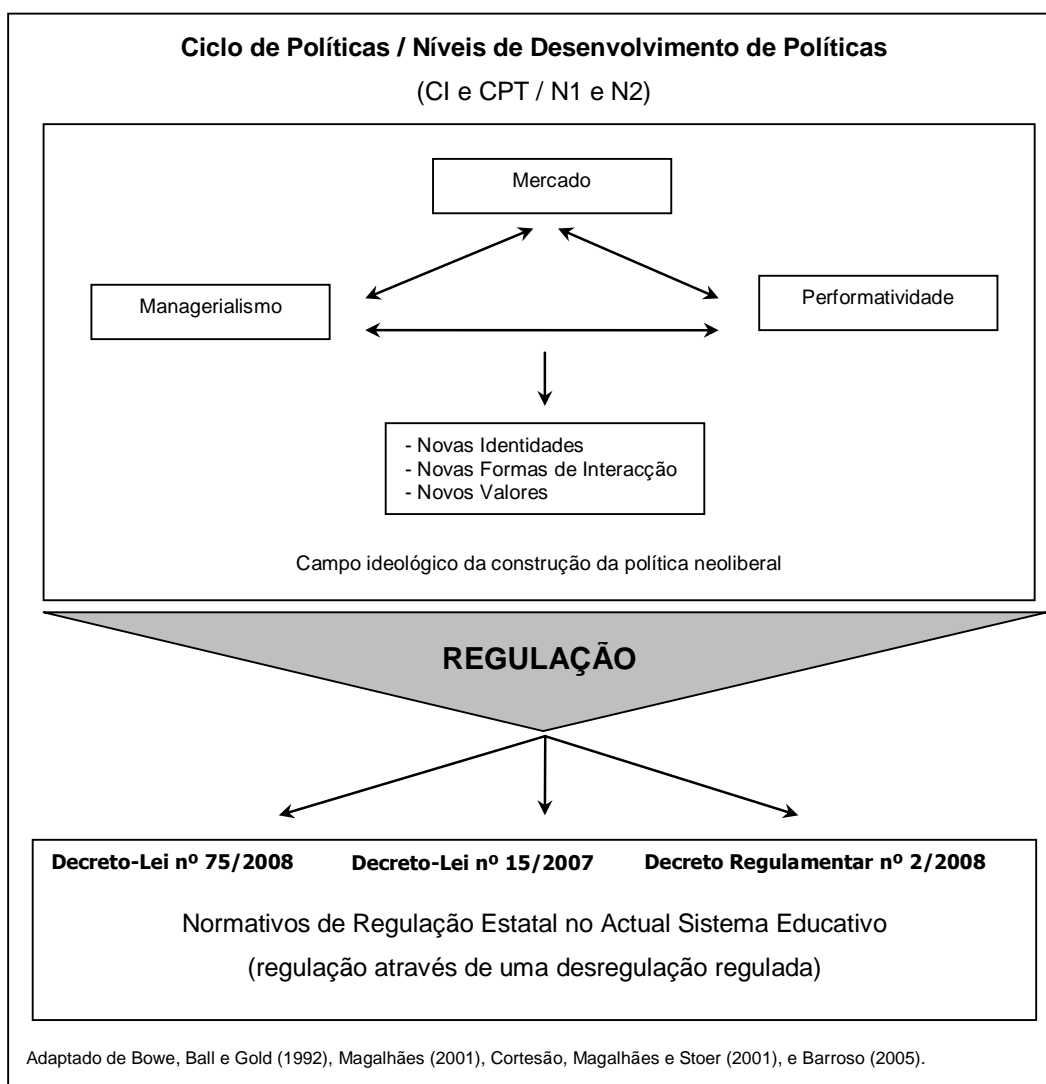 Ciclo de Políticas / Níveis de Desenvolvimento de Políticas
(CI e CPT / N1 e N2)
Mercado
Managerialismo
Performatividade
- Novas Identidades
- Novas Formas de Interacção
- Novos Valores
Campo ideológico da construção da política neoliberal
REGULAÇÃO
Decreto-Lei nº 75/2008
Decreto-Lei nº 15/2007
Decreto Regulamentar nº 2/2008
Normativos de Regulação Estatal no Actual Sistema Educativo
(regulação através de uma desregulação regulada)
Adaptado de Bowe, Ball e Gold (1992), Magalhães (2001), Cortesão, Magalhães e Stoer (2001), e Barroso (2005).